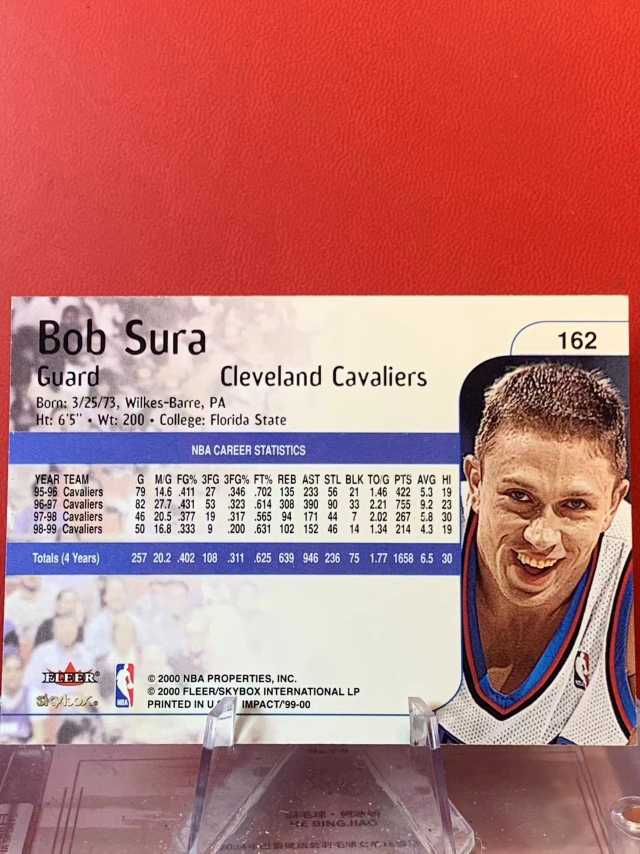 162
Bob Sura
Guard Cleveland Cavaliers
Born: 3/25/73, Wilkes-Barre, PA
Ht: 6'5" • Wt: 200 • College: Florida State
NBA CAREER STATISTICS
YEAR TEAM G M/G FG% 3FG 3FG% FT% REB AST STL BLK TO/G PTS AVG HI
95-96 Cavaliers 79 14.6 .411 27 .346 .702 135 233 56 21 1.46 422 5.3 19
96-97 Cavaliers 82 27.7 .431 53 .323 .614 308 390 90 33 2.21 755 9.2 23
97-98 Cavaliers 46 20.5 .377 19 .317 .565 94 171 44 7 2.02 267 5.8 30
98-99 Cavaliers 50 16.8 .333 9 .200 .631 102 152 46 14 1.34 214 4.3 19
Totals (4 Years) 257 20.2 .402 108 .311 .625 639 946 236 75 1.77 1658 6.5 30
FLEER
skybox
NBA
© 2000 NBA PROPERTIES, INC.
© 2000 FLEER/SKYBOX INTERNATIONAL LP
PRINTED IN U IMPACT/'99-00
HE BING JIAO